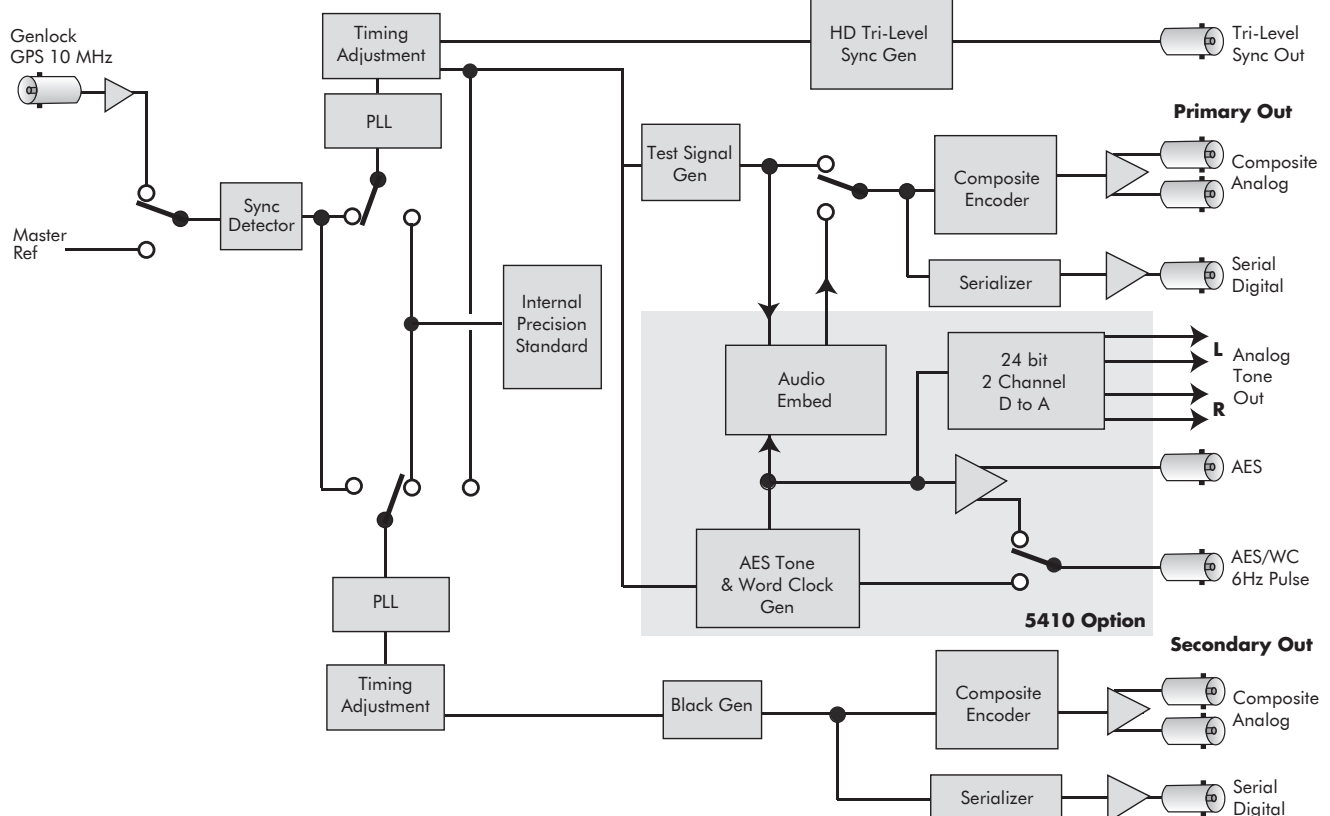 Genlock
GPS 10 MHz
Timing
Adjustment
HD Tri-Level
Sync Gen
Tri-Level
Sync Out
PLL
Primary Out
Test Signal
Gen
Composite
Encoder
Composite
Analog
Sync
Detector
Master
Ref
Serializer
Serial
Digital
Internal
Precision
Standard
Audio
Embed
24 bit
2 Channel
D to A
L
R
Analog
Tone
Out
AES
AES Tone
& Word Clock
Gen
AES/WC
6Hz Pulse
5410 Option
PLL
Secondary Out
Timing
Adjustment
Black Gen
Composite
Encoder
Composite
Analog
Serializer
Serial
Digital